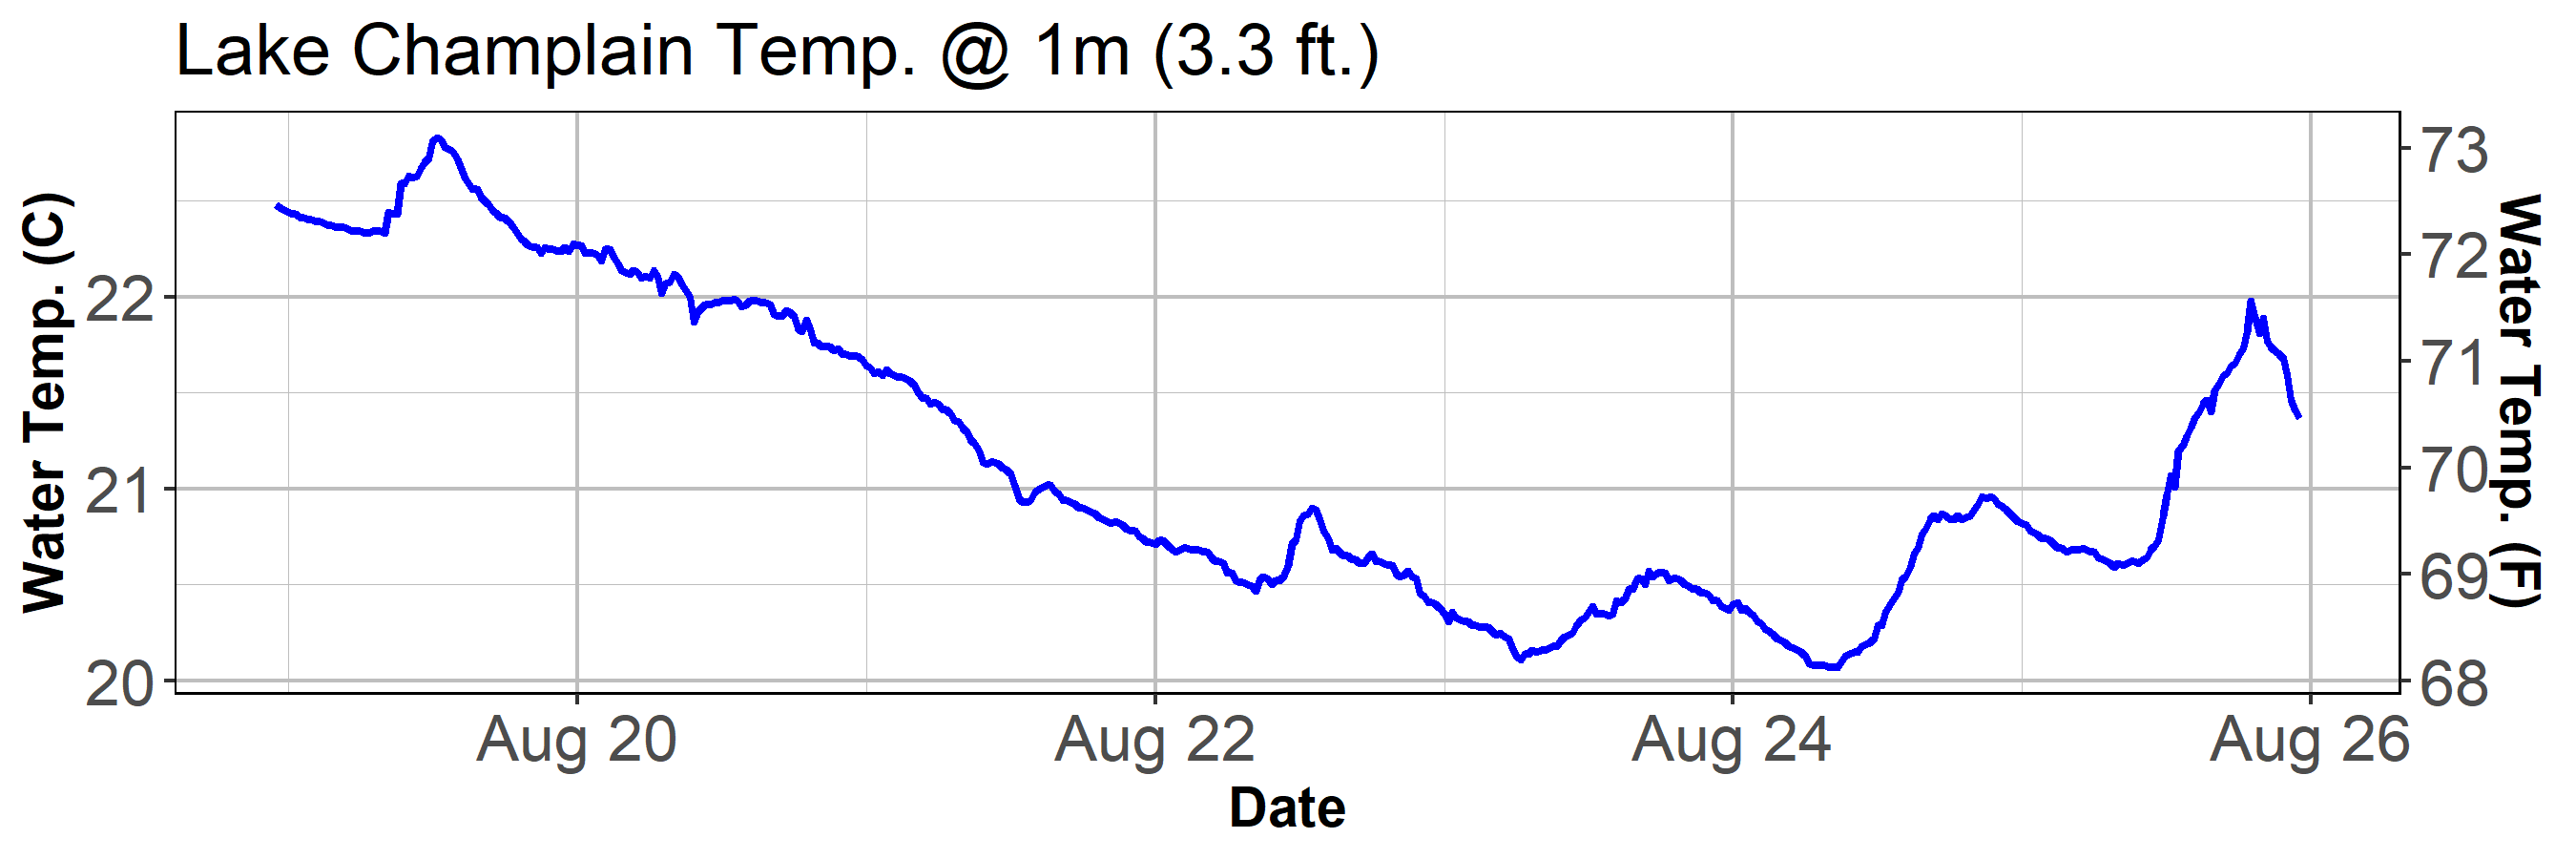 Lake Champlain Temp. @ 1m (3.3 ft.)
Water Temp. (C)
22
21
20
73
72
71
70
69
68
Water Temp. (F)
Aug 20
Aug 22
Aug 24
Aug 26
Date